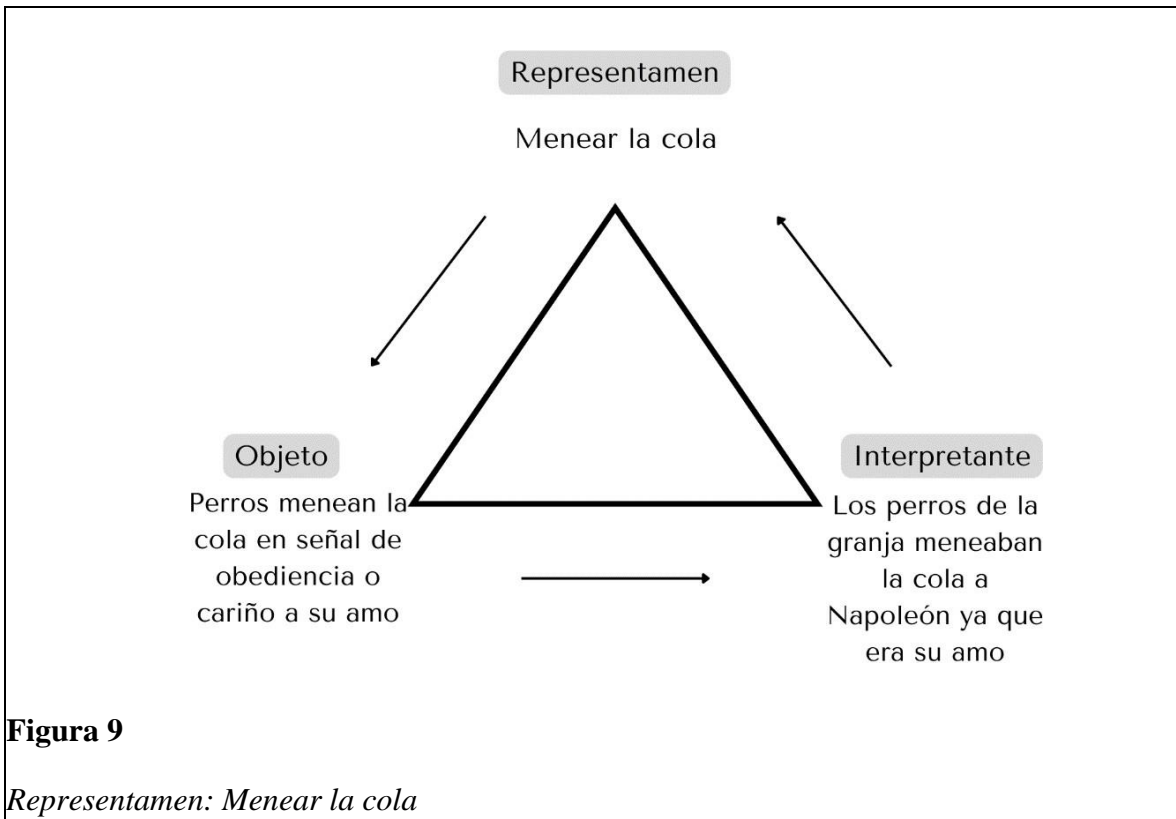 Representamen
Menear la cola
Objeto
Perros menean la
cola en señal de
obediencia o
cariño a su amo
Interpretante
Los perros de la
granja meneaban
la cola a
Napoleón ya que
era su amo
Figura 9
Representamen: Menear la cola